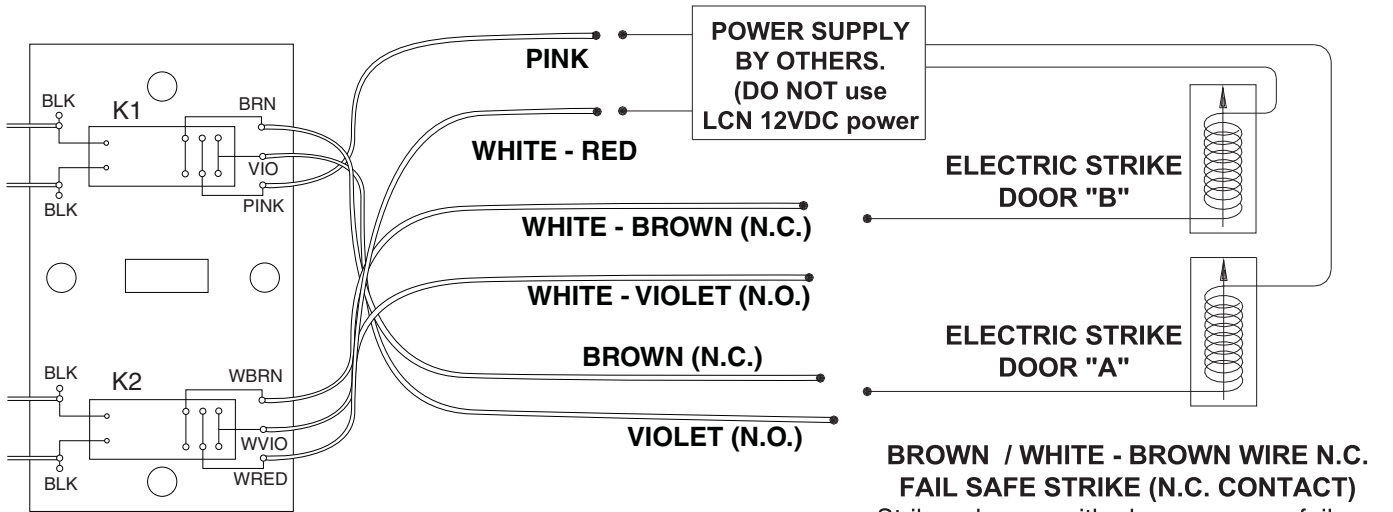 PINK
WHITE - RED
POWER SUPPLY
BY OTHERS.
(DO NOT use
LCN 12VDC power
BLK
K1
BRN
VIO
PINK
BLK
WHITE - BROWN (N.C.)
ELECTRIC STRIKE
DOOR "B"
WHITE - VIOLET (N.O.)
BROWN (N.C.)
ELECTRIC STRIKE
DOOR "A"
BLK
K2
WBRN
WVIO
WRED
BLK
VIOLET (N.O.)
BROWN / WHITE - BROWN WIRE N.C.
FAIL SAFE STRIKE (N.C. CONTACT)
Strike